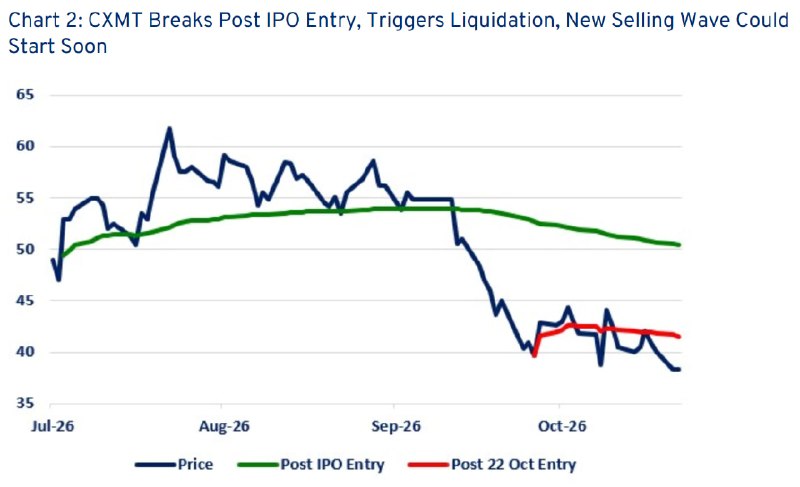 Chart 2: CXMT Breaks Post IPO Entry, Triggers Liquidation, New Selling Wave Could
Start Soon
65
60
55
50
45
40
35
Jul-26 Aug-26 Sep-26 Oct-26
Price Post IPO Entry Post 22 Oct Entry